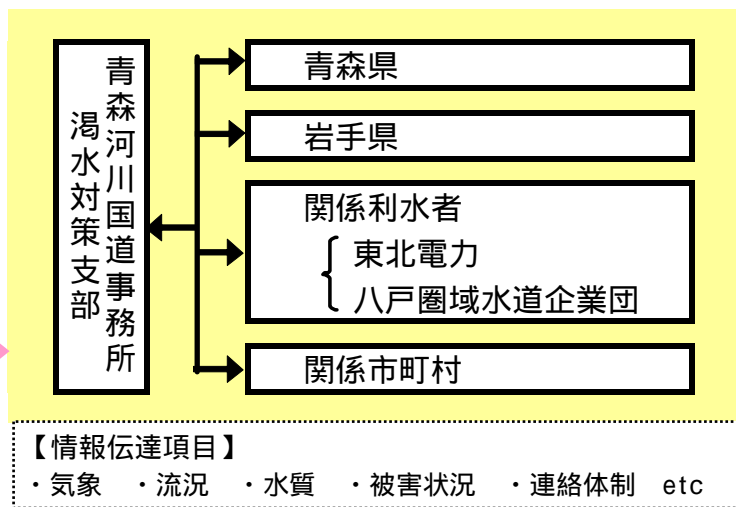 青森河川国道事務所
渇水対策支部
青森県
岩手県
関係利水者
東北電力
八戸圏域水道企業団
関係市町村
【情報伝達項目】
・気象 ・流況 ・水質 ・被害状況 ・連絡体制 etc